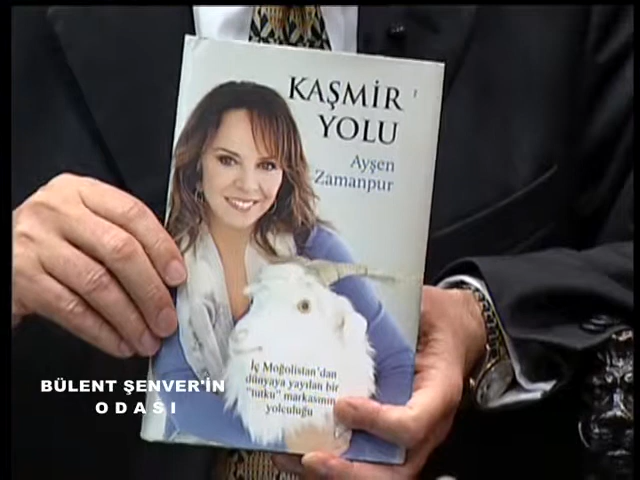 KAŞMİR
YOLU
Ayşen
Zamanpur
İç Moğolistan'dan
dünyaya yayılan bir
"tutku" markasının
yolculuğu
BÜLENT ŞENVER'İN
ODASI